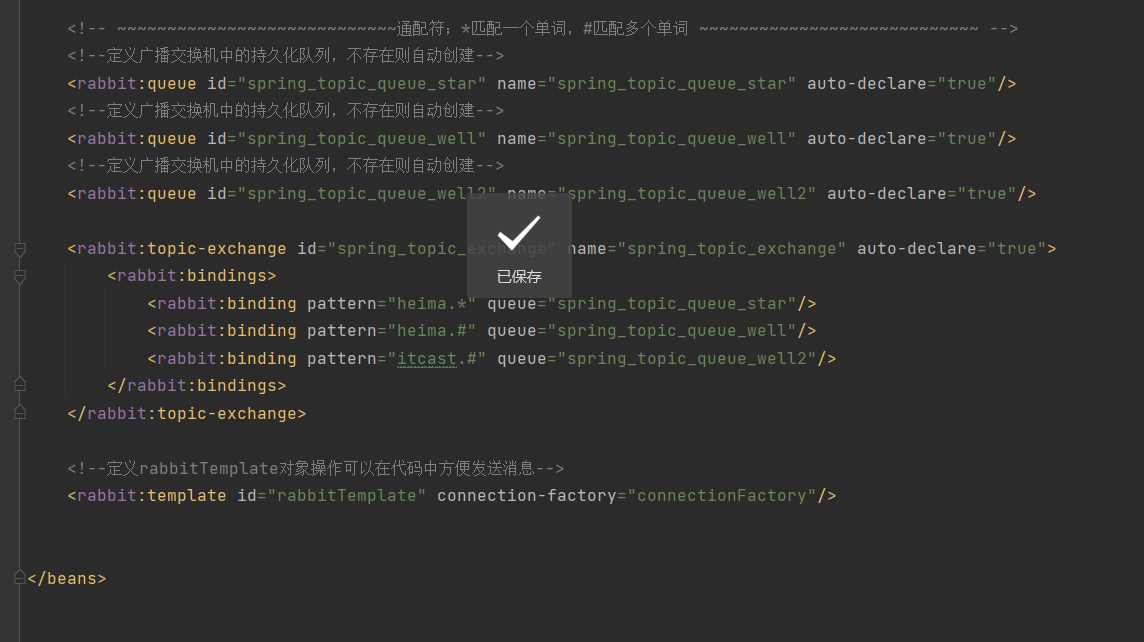 <!-- ~~~~~~~~~~~~~~~~~~~~~~~~~~~~通配符：*匹配一个单词，#匹配多个单词 ~~~~~~~~~~~~~~~~~~~~~~~~~~~~ -->
<!--定义广播交换机中的持久化队列，不存在则自动创建-->
<rabbit:queue id="spring_topic_queue_star" name="spring_topic_queue_star" auto-declare="true"/>
<!--定义广播交换机中的持久化队列，不存在则自动创建-->
<rabbit:queue id="spring_topic_queue_well" name="spring_topic_queue_well" auto-declare="true"/>
<!--定义广播交换机中的持久化队列，不存在则自动创建-->
<rabbit:queue id="spring_topic_queue_well2" name="spring_topic_queue_well2" auto-declare="true"/>
<rabbit:topic-exchange id="spring_topic_exchange" name="spring_topic_exchange" auto-declare="true">
<rabbit:bindings>
已保存
<rabbit:binding pattern="heima.*" queue="spring_topic_queue_star"/>
<rabbit:binding pattern="heima.#" queue="spring_topic_queue_well"/>
<rabbit:binding pattern="itcast.#" queue="spring_topic_queue_well2"/>
</rabbit:bindings>
</rabbit:topic-exchange>
<!--定义rabbitTemplate对象操作可以在代码中方便发送消息-->
<rabbit:template id="rabbitTemplate" connection-factory="connectionFactory"/>
</beans>